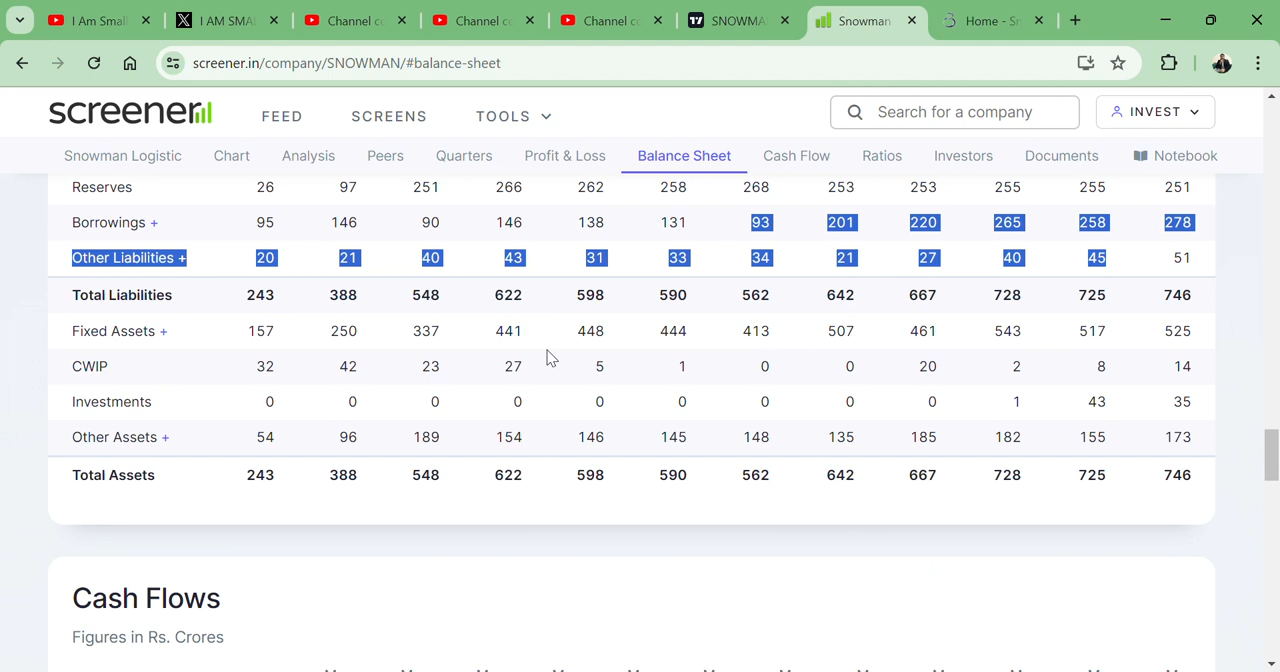 I Am Small
I AM SMA
Channel co
Channel co
Channel co
SNOWMA
Snowman
Home - Sn
screener.in/company/SNOWMAN/#balance-sheet
screener
FEED
SCREENS
TOOLS
Search for a company
INVEST
Snowman Logistic
Chart
Analysis
Peers
Quarters
Profit & Loss
Balance Sheet
Cash Flow
Ratios
Investors
Documents
Notebook
Reserves 26 97 251 266 262 258 268 253 253 255 255 251
Borrowings + 95 146 90 146 138 131 93 201 220 265 258 278
Other Liabilities + 20 21 40 43 31 33 34 21 27 40 45 51
Total Liabilities 243 388 548 622 598 590 562 642 667 728 725 746
Fixed Assets + 157 250 337 441 448 444 413 507 461 543 517 525
CWIP 32 42 23 27 5 1 0 0 20 2 8 14
Investments 0 0 0 0 0 0 0 0 0 1 43 35
Other Assets + 54 96 189 154 146 145 148 135 185 182 155 173
Total Assets 243 388 548 622 598 590 562 642 667 728 725 746
Cash Flows
Figures in Rs. Crores